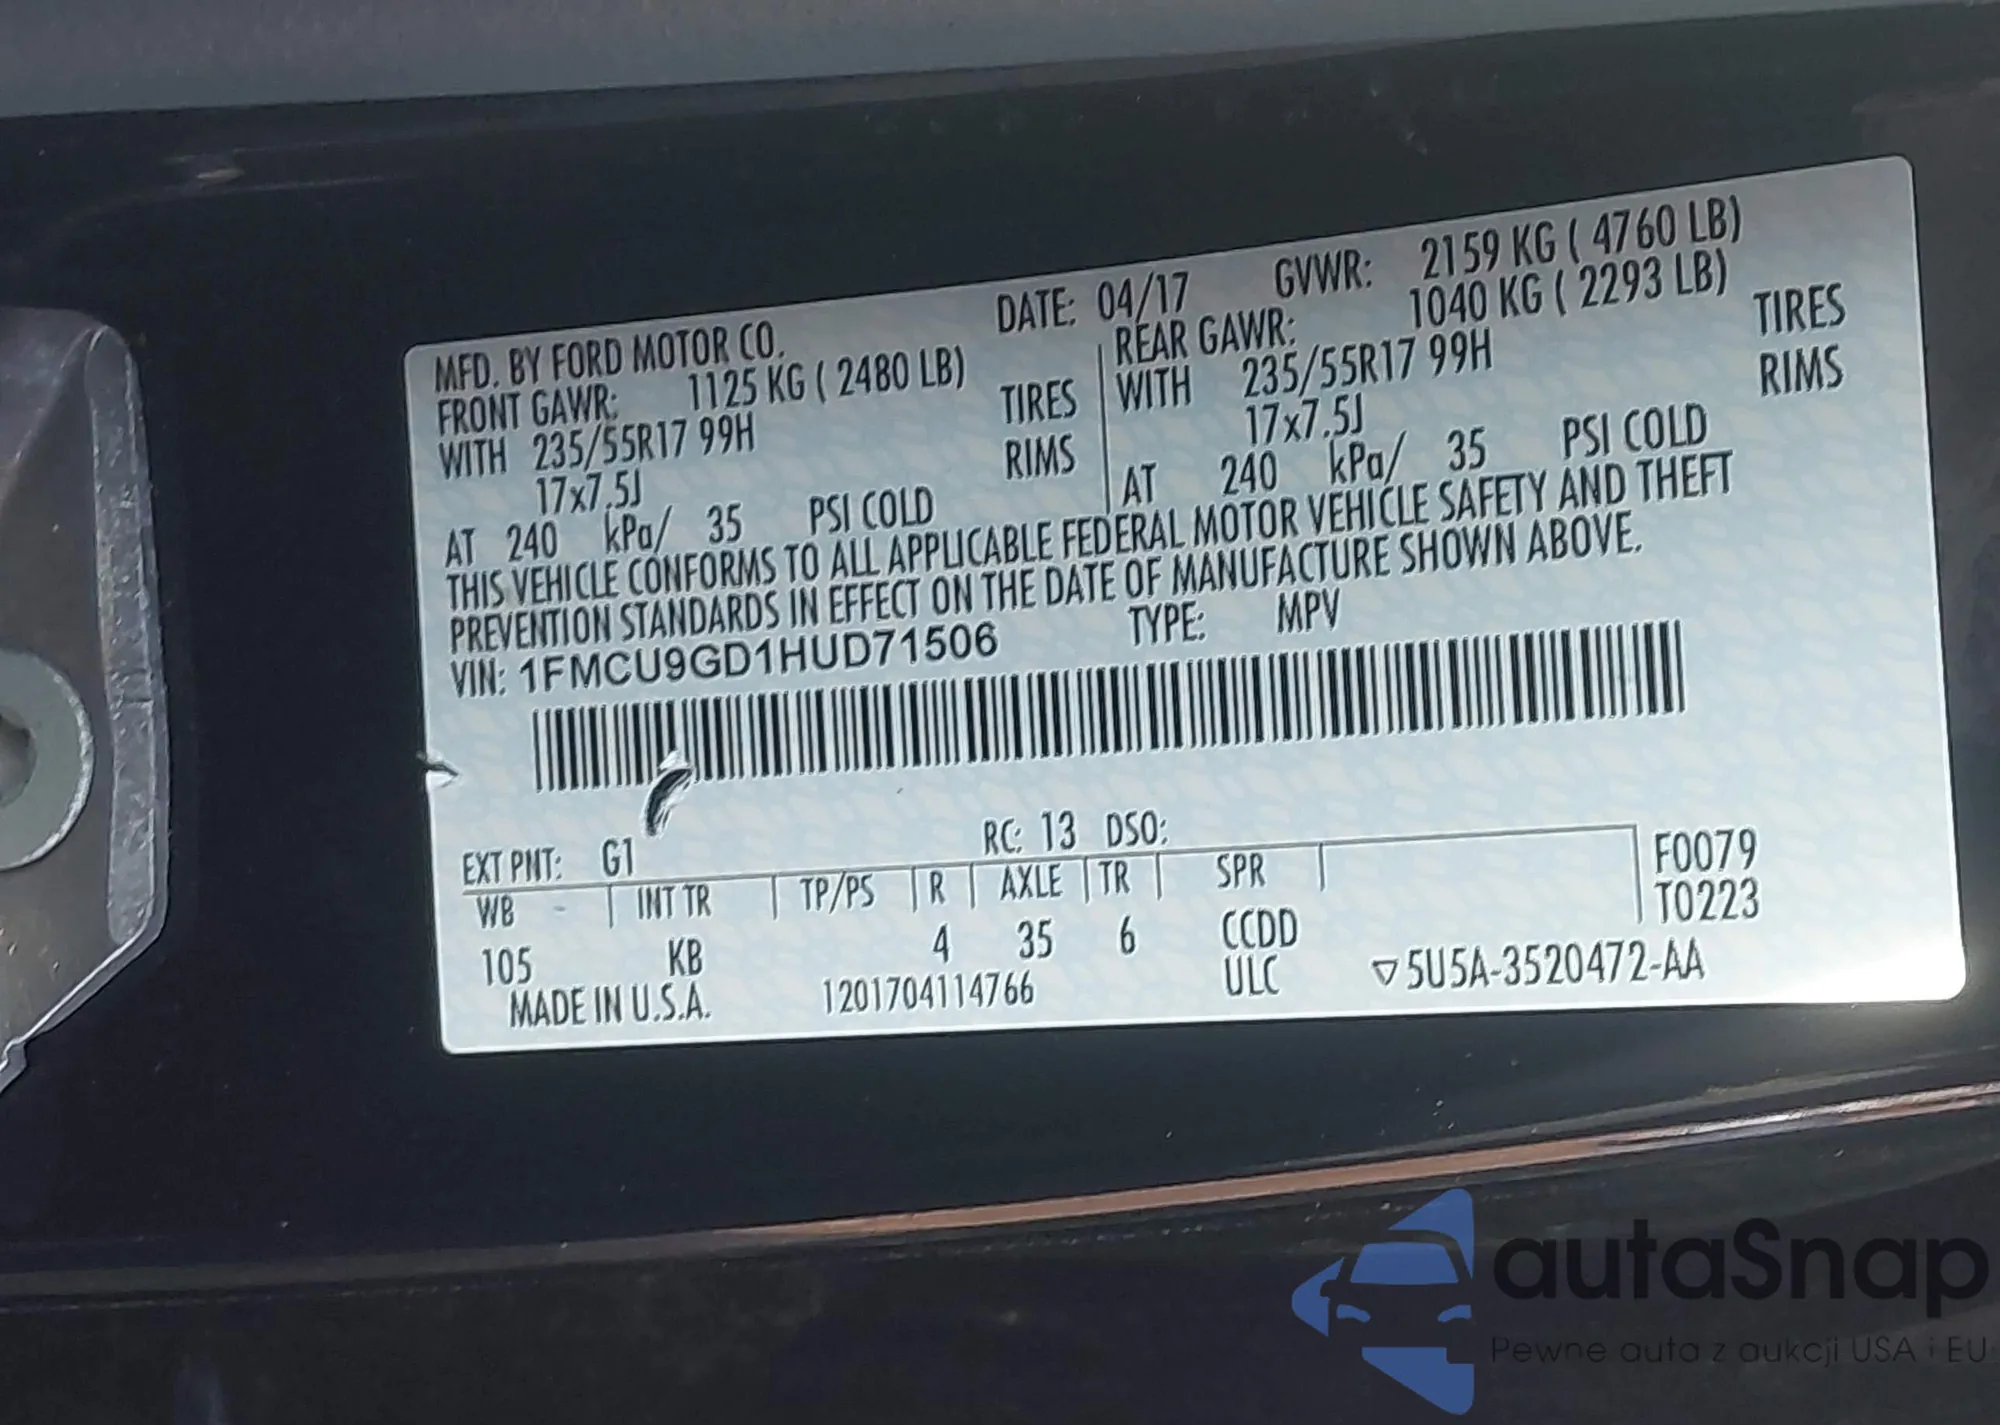 MFD. BY FORD MOTOR CO. DATE: 04/17 GVWR: 2159 KG ( 4760 LB)
FRONT GAWR: 1125 KG ( 2480 LB) REAR GAWR: 1040 KG ( 2293 LB)
WITH 235/55R17 99H TIRES WITH 235/55R17 99H TIRES
17x7.5J RIMS 17x7.5J RIMS
AT 240 kPa/ 35 PSI COLD AT 240 kPa/ 35 PSI COLD
THIS VEHICLE CONFORMS TO ALL APPLICABLE FEDERAL MOTOR VEHICLE SAFETY AND THEFT
PREVENTION STANDARDS IN EFFECT ON THE DATE OF MANUFACTURE SHOWN ABOVE.
VIN: 1FMCU9GD1HUD71506 TYPE: MPV
EXT PNT: G1 RC: 13 DSO: F0079
WB INT TR TP/PS R AXLE TR SPR T0223
105 KB 4 35 6 CCDD
MADE IN U.S.A. 1201704114766 ULC ▽5U5A-3520472-AA
autaSnap
Pewne auta z aukcji USA i EU